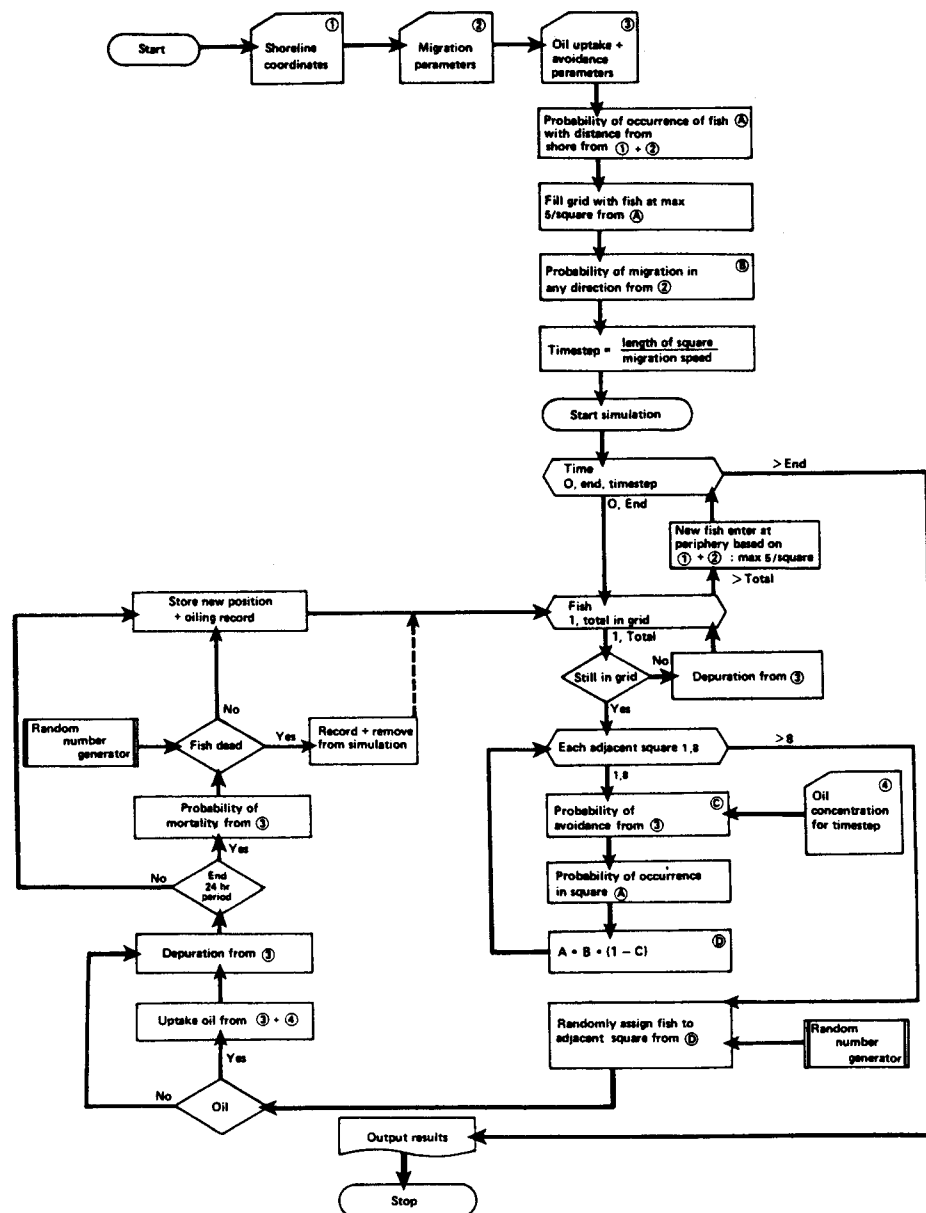 Start
①
Shoreline
coordinates
②
Migration
parameters
③
Oil uptake +
avoidance
parameters
Probability of occurrence of fish Ⓐ
with distance from
shore from ① + ②
Fill grid with fish at max
5/square from Ⓐ
Ⓑ
Probability of migration in
any direction from ②
Timestep = length of square
migration speed
Start simulation
Time
O, end, timestep
> End
O, End
New fish enter at
periphery based on
① + ② : max 5/square
> Total
Store new position
+ oiling record
Fish
1, total in grid
1, Total
Still in grid
No
Depuration from ③
Yes
No
Random
number
generator
Fish dead
Yes
Record + remove
from simulation
Each adjacent square 1,8
>8
1,8
Probability of
mortality from ③
Ⓒ
Probability of
avoidance from ③
④
Oil
concentration
for timestep
Yes
No
End
24 hr
period
Probability of occurrence
in square Ⓐ
Depuration from ③
Ⓓ
A * B * (1 – C)
Uptake oil from ③ + ④
Randomly assign fish to
adjacent square from Ⓓ
Random
number
generator
Yes
No
Oil
Output results
Stop